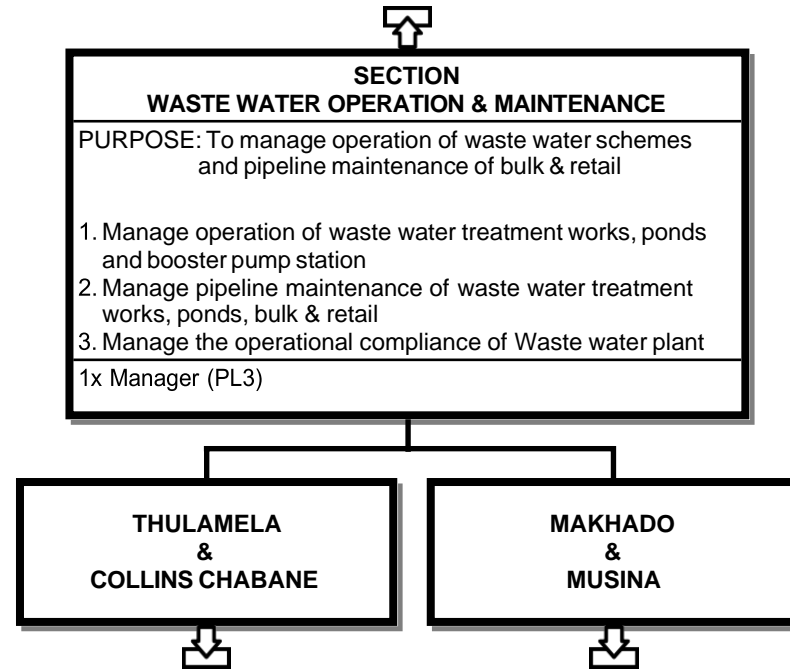 SECTION
WASTE WATER OPERATION & MAINTENANCE
PURPOSE: To manage operation of waste water schemes
and pipeline maintenance of bulk & retail
1. Manage operation of waste water treatment works, ponds
and booster pump station
2. Manage pipeline maintenance of waste water treatment
works, ponds, bulk & retail
3. Manage the operational compliance of Waste water plant
1x Manager (PL3)
THULAMELA
&
COLLINS CHABANE
MAKHADO
&
MUSINA